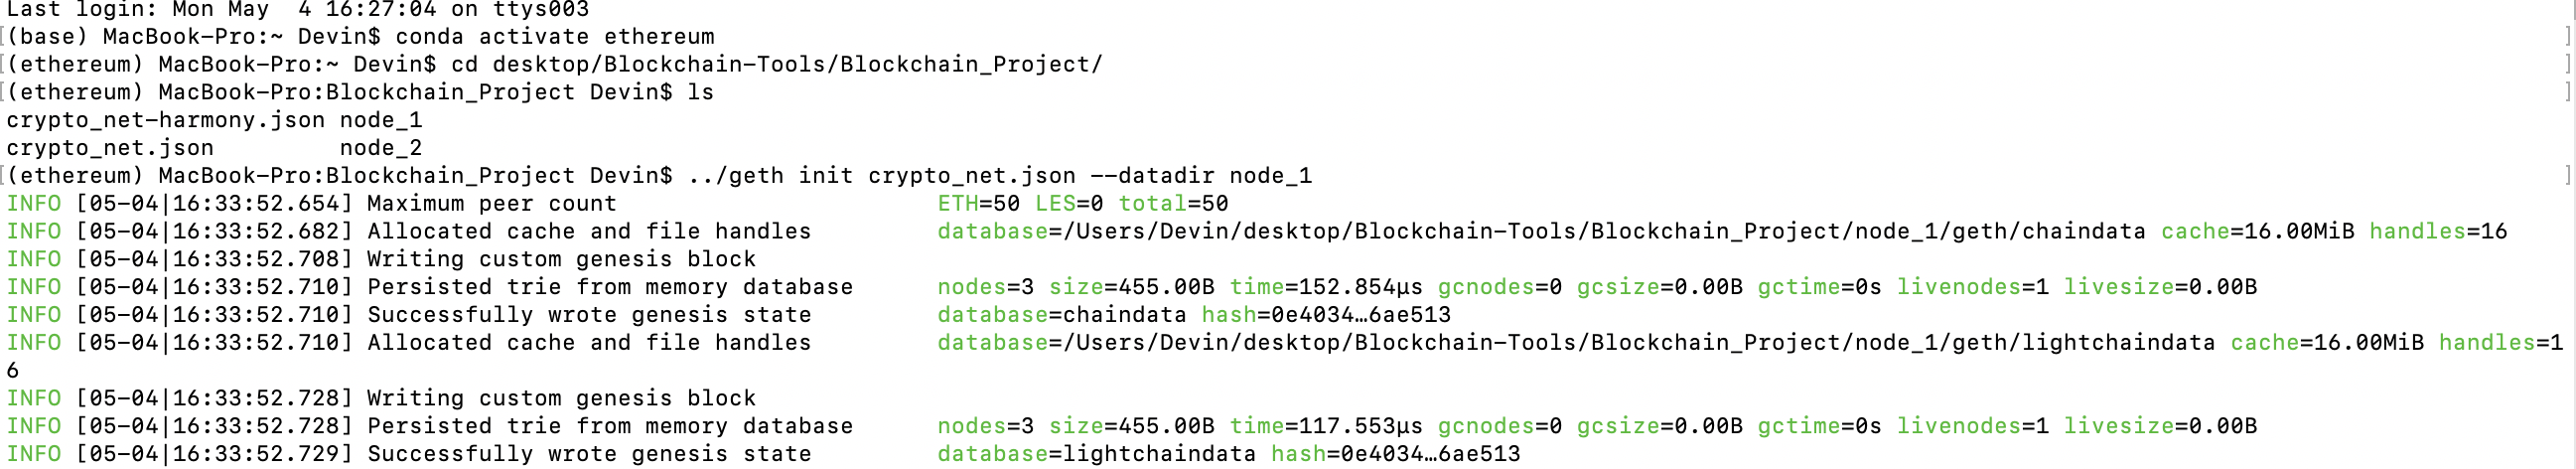 Last login: Mon May  4 16:27:04 on ttys003
[(base) MacBook-Pro:~ Devin$ conda activate ethereum ]
[(ethereum) MacBook-Pro:~ Devin$ cd desktop/Blockchain-Tools/Blockchain_Project/ ]
[(ethereum) MacBook-Pro:Blockchain_Project Devin$ ls ]
crypto_net-harmony.json node_1
crypto_net.json         node_2
[(ethereum) MacBook-Pro:Blockchain_Project Devin$ ../geth init crypto_net.json --datadir node_1 ]
INFO [05-04|16:33:52.654] Maximum peer count                       ETH=50 LES=0 total=50
INFO [05-04|16:33:52.682] Allocated cache and file handles         database=/Users/Devin/desktop/Blockchain-Tools/Blockchain_Project/node_1/geth/chaindata cache=16.00MiB handles=16
INFO [05-04|16:33:52.708] Writing custom genesis block
INFO [05-04|16:33:52.710] Persisted trie from memory database      nodes=3 size=455.00B time=152.854µs gcnodes=0 gcsize=0.00B gctime=0s livenodes=1 livesize=0.00B
INFO [05-04|16:33:52.710] Successfully wrote genesis state         database=chaindata hash=0e4034…6ae513
INFO [05-04|16:33:52.710] Allocated cache and file handles         database=/Users/Devin/desktop/Blockchain-Tools/Blockchain_Project/node_1/geth/lightchaindata cache=16.00MiB handles=1
6
INFO [05-04|16:33:52.728] Writing custom genesis block
INFO [05-04|16:33:52.728] Persisted trie from memory database      nodes=3 size=455.00B time=117.553µs gcnodes=0 gcsize=0.00B gctime=0s livenodes=1 livesize=0.00B
INFO [05-04|16:33:52.729] Successfully wrote genesis state         database=lightchaindata hash=0e4034…6ae513